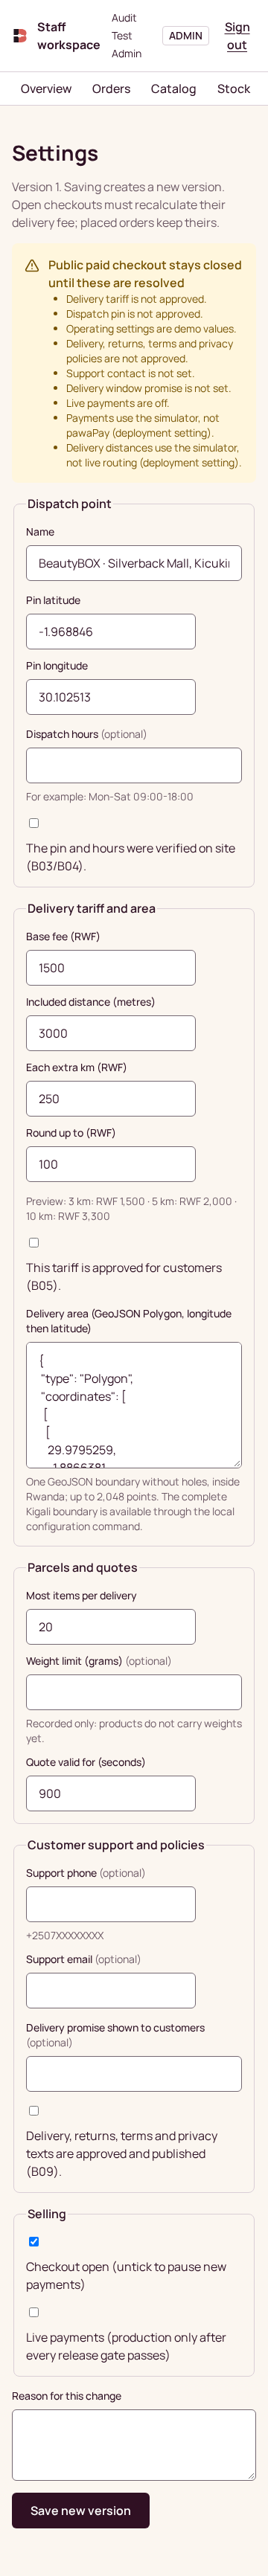 Staff workspace
Audit Test Admin
ADMIN
Sign out
Overview
Orders
Catalog
Stock
Settings
Version 1. Saving creates a new version.
Open checkouts must recalculate their
delivery fee; placed orders keep theirs.
Public paid checkout stays closed
until these are resolved
Delivery tariff is not approved.
Dispatch pin is not approved.
Operating settings are demo values.
Delivery, returns, terms and privacy
policies are not approved.
Support contact is not set.
Delivery window promise is not set.
Live payments are off.
Payments use the simulator, not
pawaPay (deployment setting).
Delivery distances use the simulator,
not live routing (deployment setting).
Dispatch point
Name
BeautyBOX · Silverback Mall, Kicukir
Pin latitude
-1.968846
Pin longitude
30.102513
Dispatch hours (optional)
For example: Mon-Sat 09:00-18:00
The pin and hours were verified on site
(B03/B04).
Delivery tariff and area
Base fee (RWF)
1500
Included distance (metres)
3000
Each extra km (RWF)
250
Round up to (RWF)
100
Preview: 3 km: RWF 1,500 · 5 km: RWF 2,000 ·
10 km: RWF 3,300
This tariff is approved for customers
(B05).
Delivery area (GeoJSON Polygon, longitude
then latitude)
{
"type": "Polygon",
"coordinates": [
[
[
29.9795259,
-1.8866381
One GeoJSON boundary without holes, inside
Rwanda; up to 2,048 points. The complete
Kigali boundary is available through the local
configuration command.
Parcels and quotes
Most items per delivery
20
Weight limit (grams) (optional)
Recorded only: products do not carry weights
yet.
Quote valid for (seconds)
900
Customer support and policies
Support phone (optional)
+2507XXXXXXXX
Support email (optional)
Delivery promise shown to customers
(optional)
Delivery, returns, terms and privacy
texts are approved and published
(B09).
Selling
Checkout open (untick to pause new
payments)
Live payments (production only after
every release gate passes)
Reason for this change
Save new version